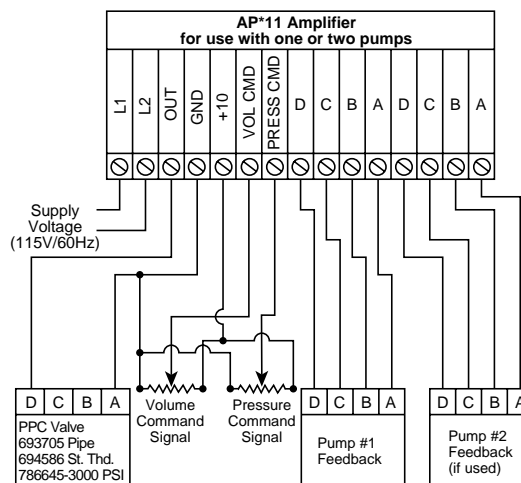 AP*11 Amplifier
for use with one or two pumps
L1 L2 OUT GND +10 VOL CMD PRESS CMD D C B A D C B A
Supply
Voltage
(115V/60Hz)
D C B A
PPC Valve
693705 Pipe
694586 St. Thd.
786645-3000 PSI
Volume
Command
Signal
Pressure
Command
Signal
D C B A
Pump #1
Feedback
D C B A
Pump #2
Feedback
(if used)